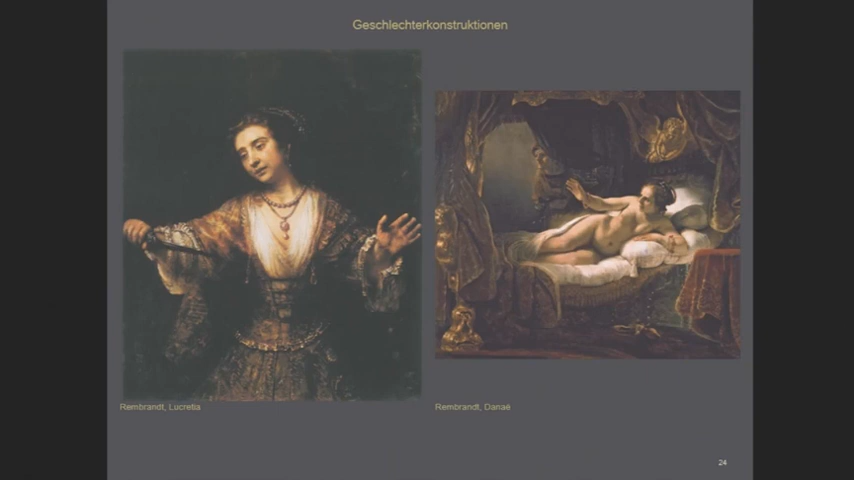 Geschlechterkonstruktionen
Rembrandt, Lucretia
Rembrandt, Danaë
24